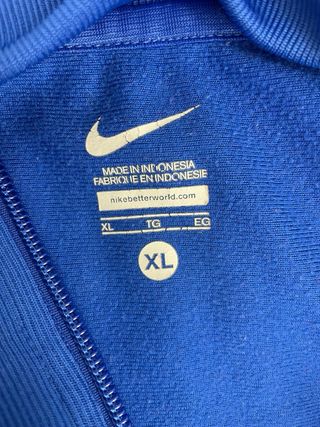 MADE IN INDONESIA
FABRIQUÉ EN INDONÉSIE
nikebetterworld.com
XL TG EG
XL